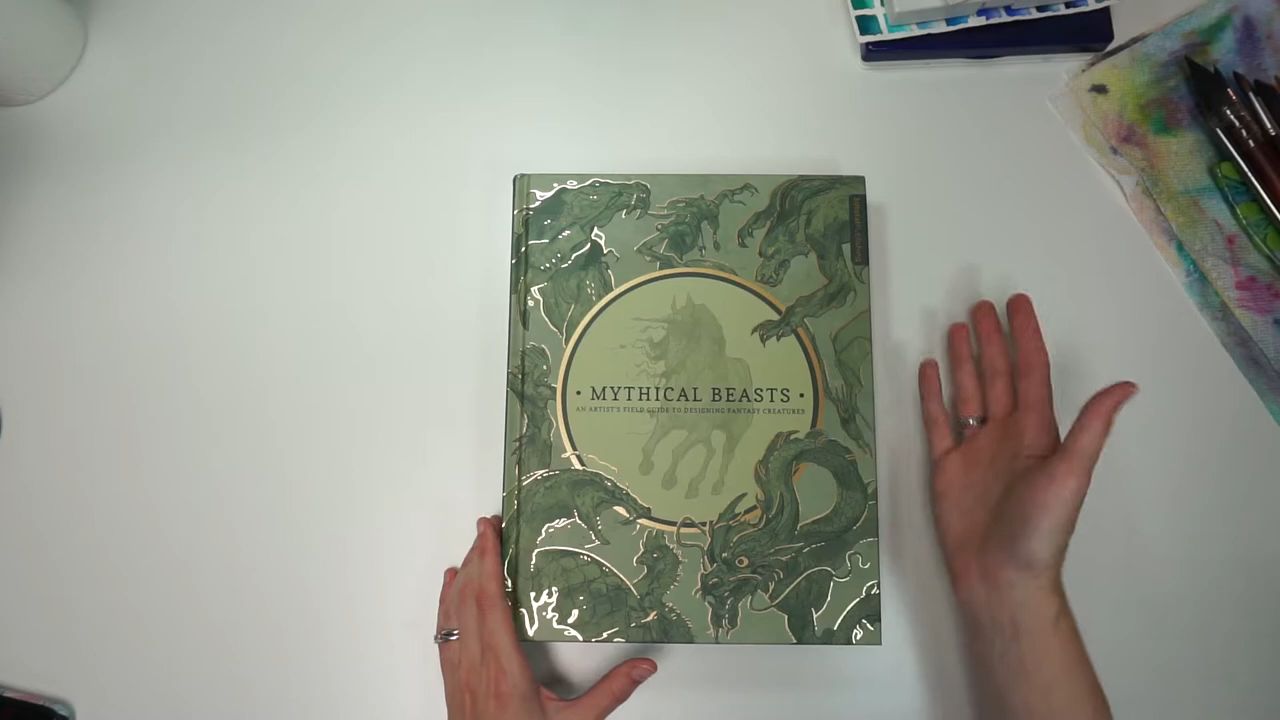 • MYTHICAL BEASTS •
AN ARTIST'S FIELD GUIDE TO DESIGNING FANTASY CREATURES